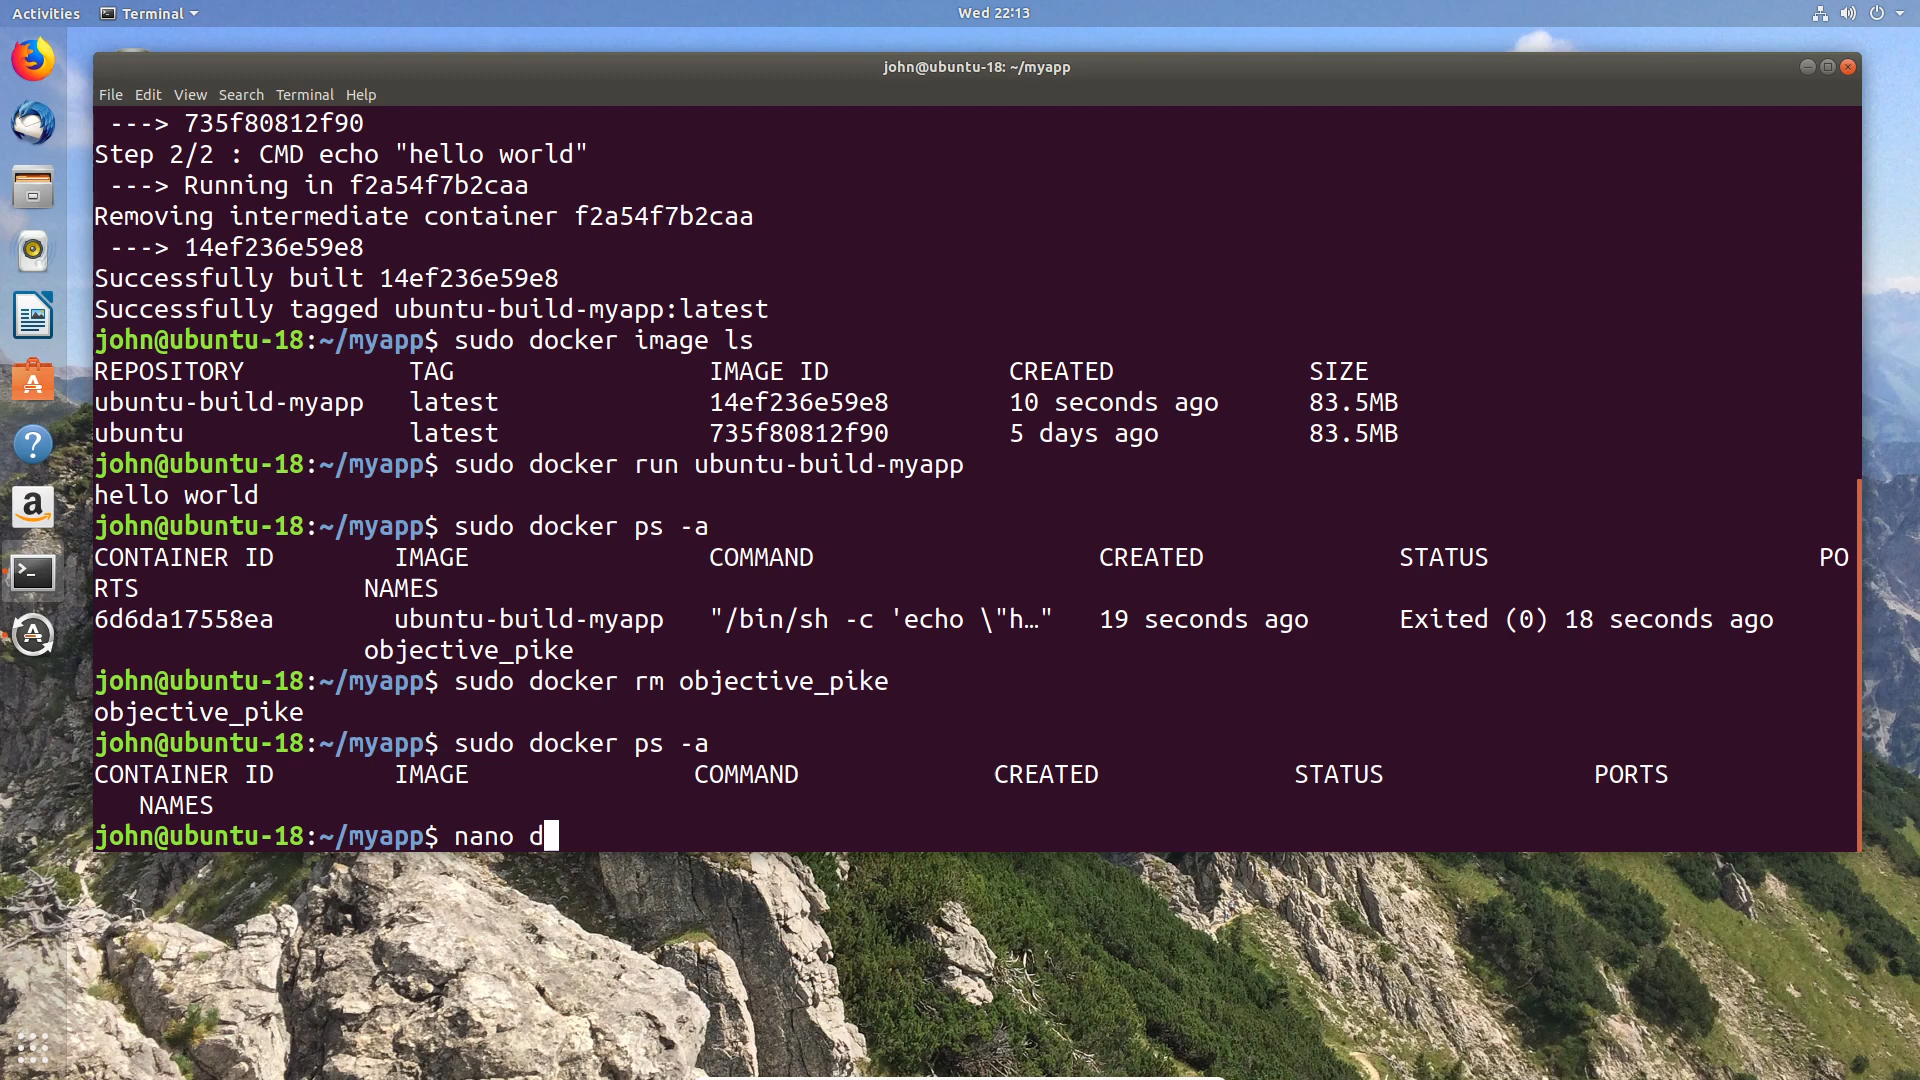 Activities Terminal Wed 22:13
john@ubuntu-18: ~/myapp
File Edit View Search Terminal Help
---> 735f80812f90
Step 2/2 : CMD echo "hello world"
---> Running in f2a54f7b2caa
Removing intermediate container f2a54f7b2caa
---> 14ef236e59e8
Successfully built 14ef236e59e8
Successfully tagged ubuntu-build-myapp:latest
john@ubuntu-18:~/myapp$ sudo docker image ls
REPOSITORY TAG IMAGE ID CREATED SIZE
ubuntu-build-myapp latest 14ef236e59e8 10 seconds ago 83.5MB
ubuntu latest 735f80812f90 5 days ago 83.5MB
john@ubuntu-18:~/myapp$ sudo docker run ubuntu-build-myapp
hello world
john@ubuntu-18:~/myapp$ sudo docker ps -a
CONTAINER ID IMAGE COMMAND CREATED STATUS PO
RTS NAMES
6d6da17558ea ubuntu-build-myapp "/bin/sh -c 'echo \"h…" 19 seconds ago Exited (0) 18 seconds ago
objective_pike
john@ubuntu-18:~/myapp$ sudo docker rm objective_pike
objective_pike
john@ubuntu-18:~/myapp$ sudo docker ps -a
CONTAINER ID IMAGE COMMAND CREATED STATUS PORTS
NAMES
john@ubuntu-18:~/myapp$ nano d